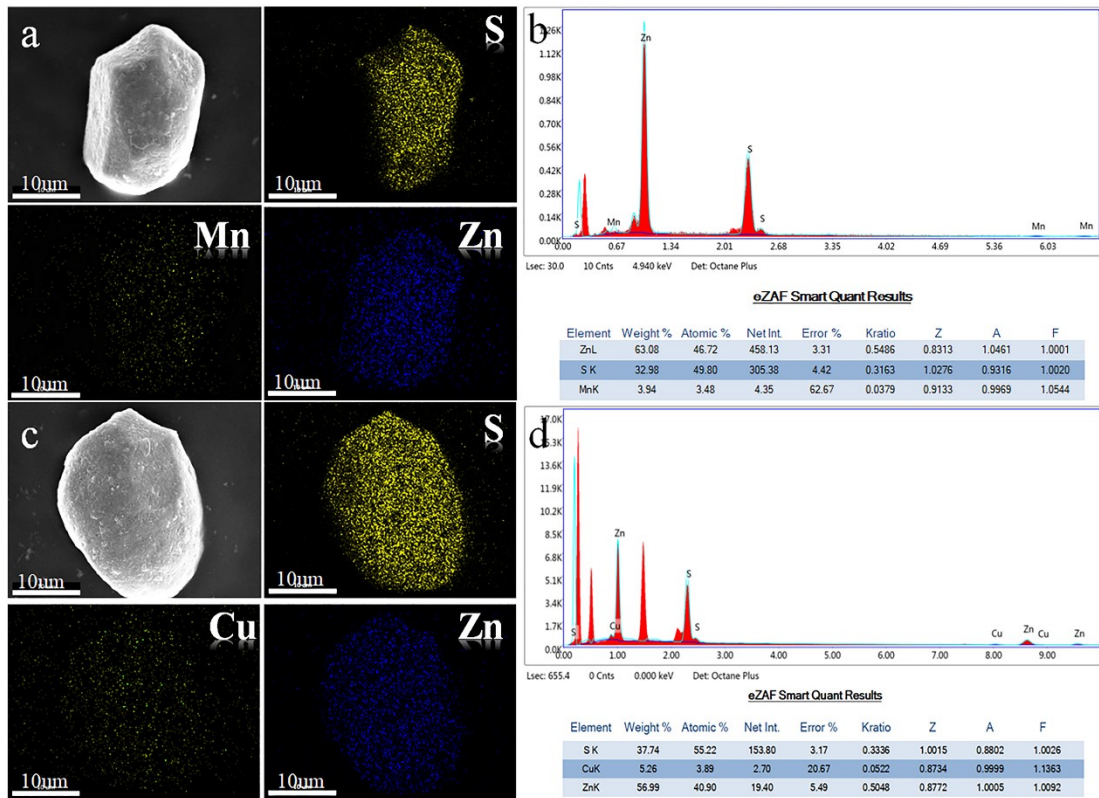 a
S
10μm
10μm
Mn
Zn
10μm
10μm
c
S
10μm
10μm
Cu
Zn
10μm
10μm
b
1.26K
1.12K
0.98K
0.84K
0.70K
0.56K
0.42K
0.28K
0.14K
0.00K
Zn
S
S
S
Mn
Mn
Mn
0.00 0.67 1.34 2.01 2.68 3.35 4.02 4.69 5.36 6.03
Lsec: 30.0 10 Cnts 4.940 keV Det: Octane Plus
eZAF Smart Quant Results
Element Weight % Atomic % Net Int. Error % Kratio Z A F
ZnL 63.08 46.72 458.13 3.31 0.5486 0.8313 1.0461 1.0001
S K 32.98 49.80 305.38 4.42 0.3163 1.0276 0.9316 1.0020
MnK 3.94 3.48 4.35 62.67 0.0379 0.9133 0.9969 1.0544
d
17.0K
15.3K
13.6K
11.9K
10.2K
8.5K
6.8K
5.1K
3.4K
1.7K
0.0K
Zn
S
S
Cu
S
Cu
Zn
Cu
Zn
0.00 1.00 2.00 3.00 4.00 5.00 6.00 7.00 8.00 9.00
Lsec: 655.4 0 Cnts 0.000 keV Det: Octane Plus
eZAF Smart Quant Results
Element Weight % Atomic % Net Int. Error % Kratio Z A F
S K 37.74 55.22 153.80 3.17 0.3336 1.0015 0.8802 1.0026
CuK 5.26 3.89 2.70 20.67 0.0522 0.8734 0.9999 1.1363
ZnK 56.99 40.90 19.40 5.49 0.5048 0.8772 1.0005 1.0092